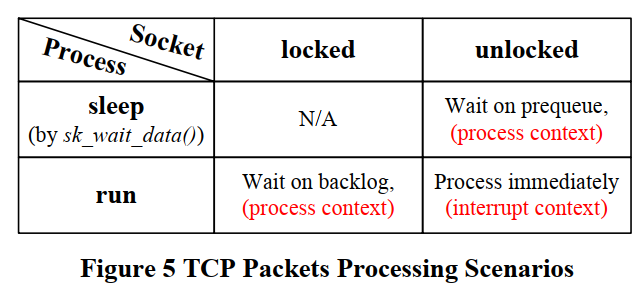 Socket
Process
locked
unlocked
sleep
(by sk_wait_data())
N/A
Wait on prequeue,
(process context)
run
Wait on backlog,
(process context)
Process immediately
(interrupt context)
Figure 5 TCP Packets Processing Scenarios